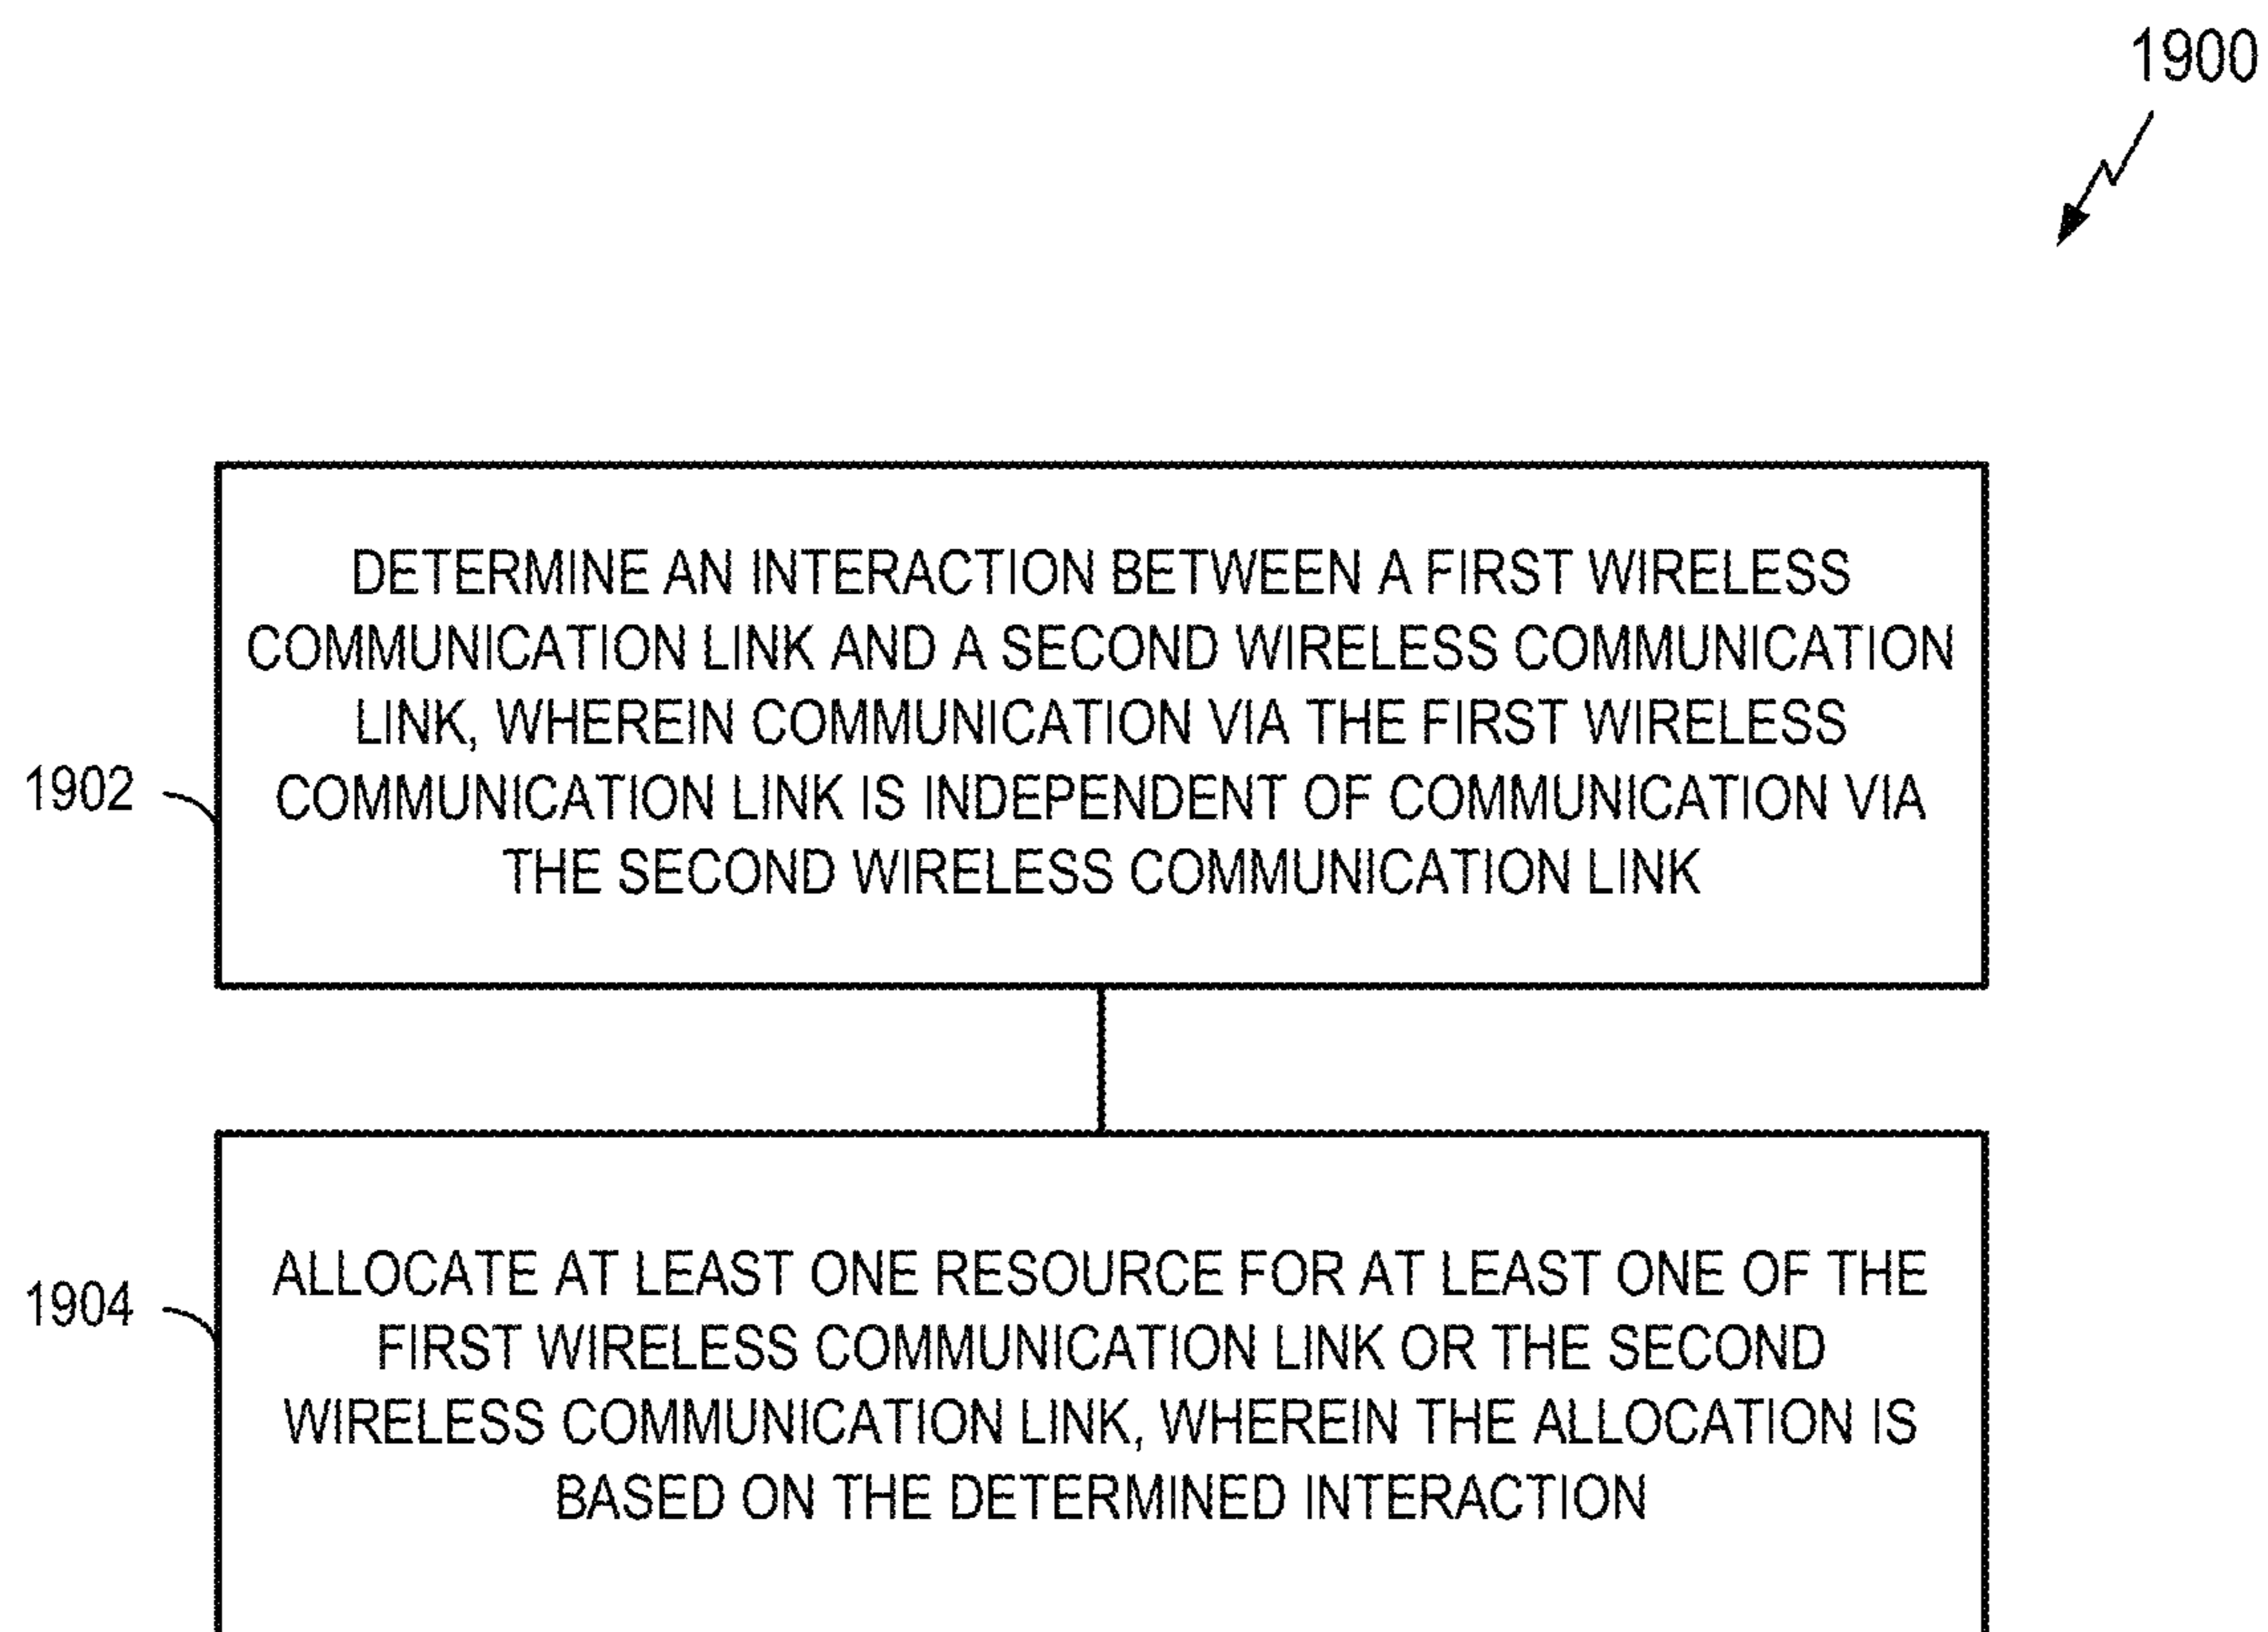 1900
DETERMINE AN INTERACTION BETWEEN A FIRST WIRELESS
COMMUNICATION LINK AND A SECOND WIRELESS COMMUNICATION
LINK, WHEREIN COMMUNICATION VIA THE FIRST WIRELESS
COMMUNICATION LINK IS INDEPENDENT OF COMMUNICATION VIA
THE SECOND WIRELESS COMMUNICATION LINK
1902
ALLOCATE AT LEAST ONE RESOURCE FOR AT LEAST ONE OF THE
FIRST WIRELESS COMMUNICATION LINK OR THE SECOND
WIRELESS COMMUNICATION LINK, WHEREIN THE ALLOCATION IS
BASED ON THE DETERMINED INTERACTION
1904